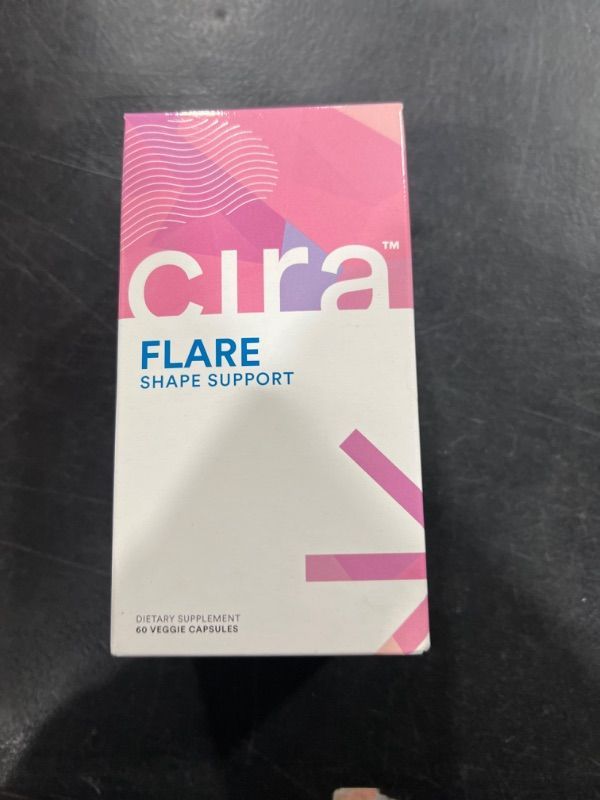 cira™
FLARE
SHAPE SUPPORT
DIETARY SUPPLEMENT
60 VEGGIE CAPSULES